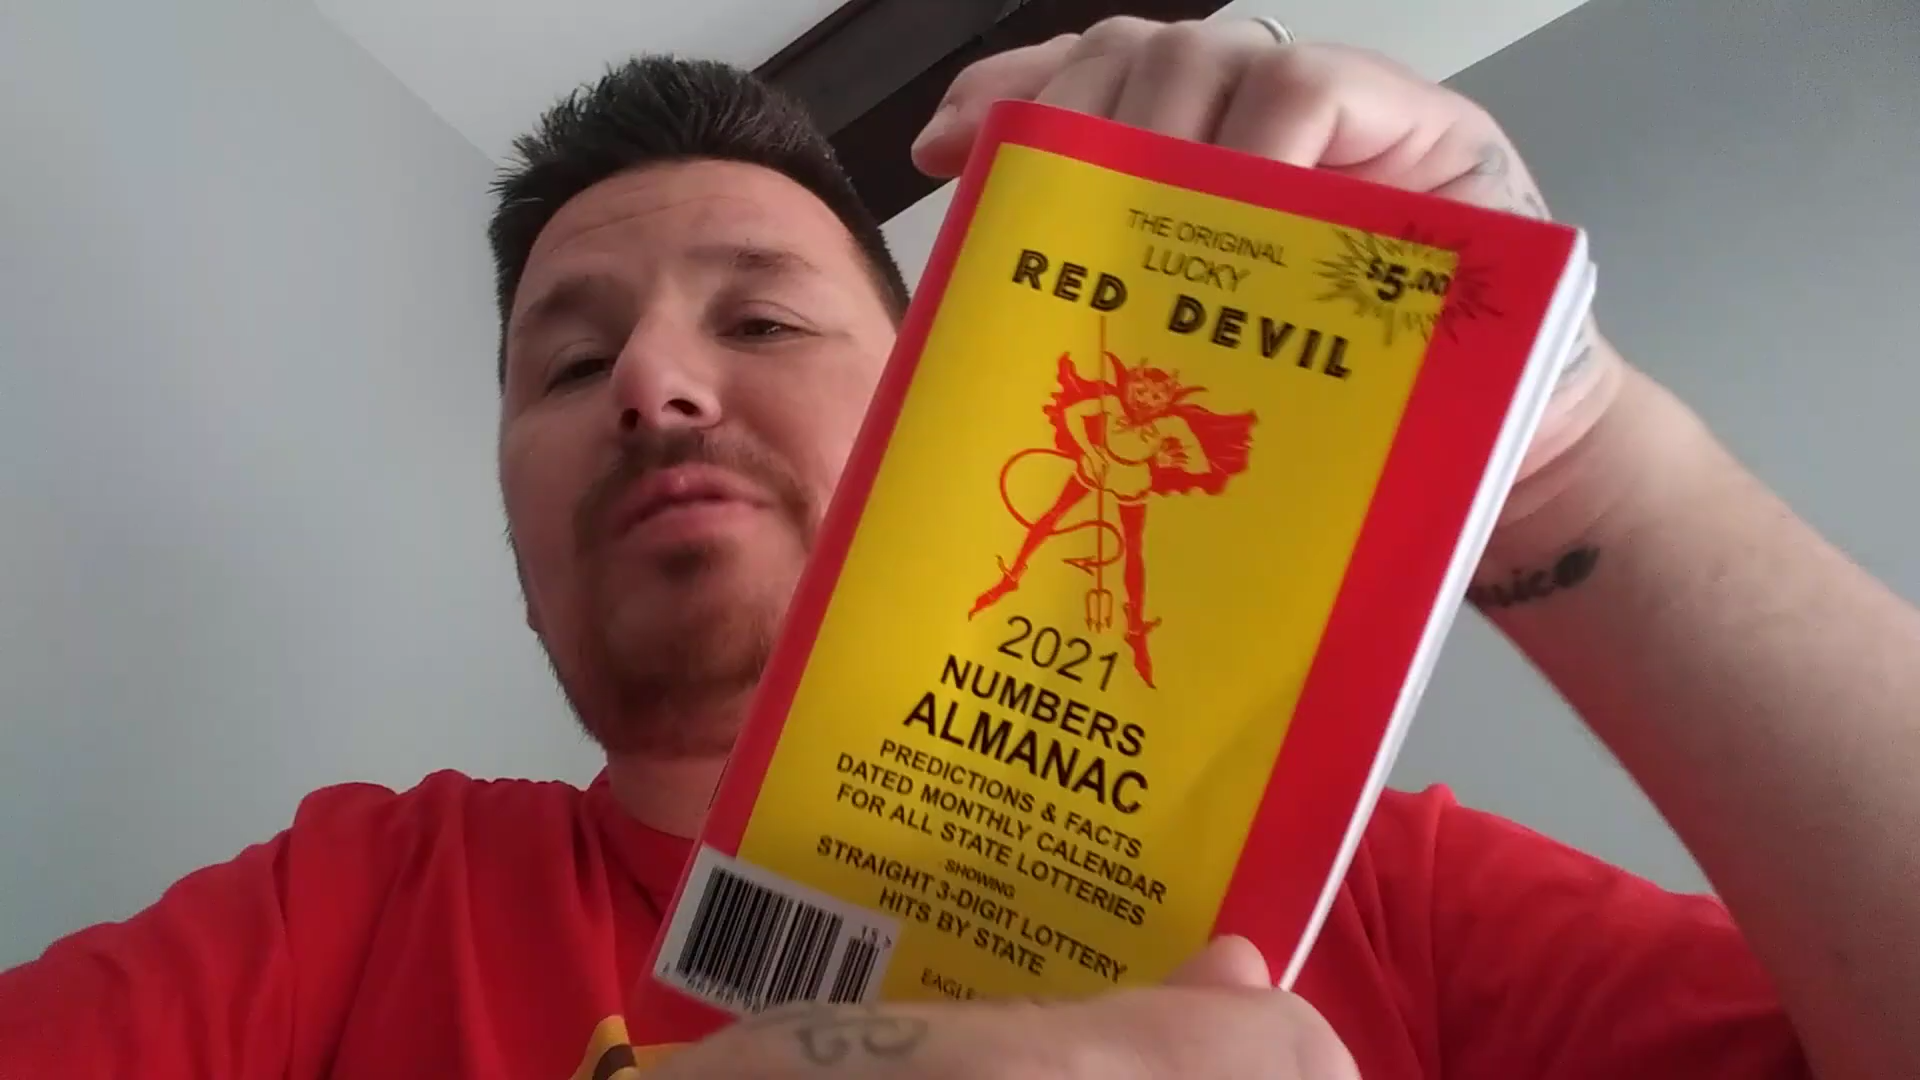 THE ORIGINAL
LUCKY
RED DEVIL
$5.00
2021
NUMBERS
ALMANAC
PREDICTIONS & FACTS
DATED MONTHLY CALENDAR
FOR ALL STATE LOTTERIES
SHOWING
STRAIGHT 3-DIGIT LOTTERY
HITS BY STATE
EAGLE